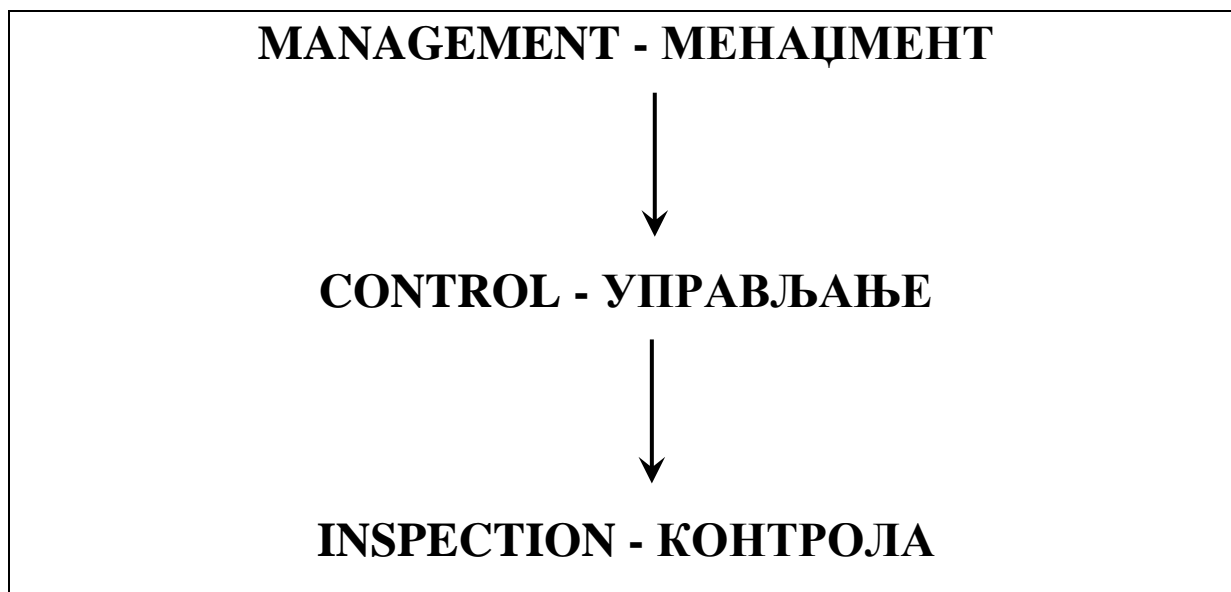 MANAGEMENT - МЕНАЏМЕНТ
CONTROL - УПРАВЉАЊЕ
INSPECTION - КОНТРОЛА